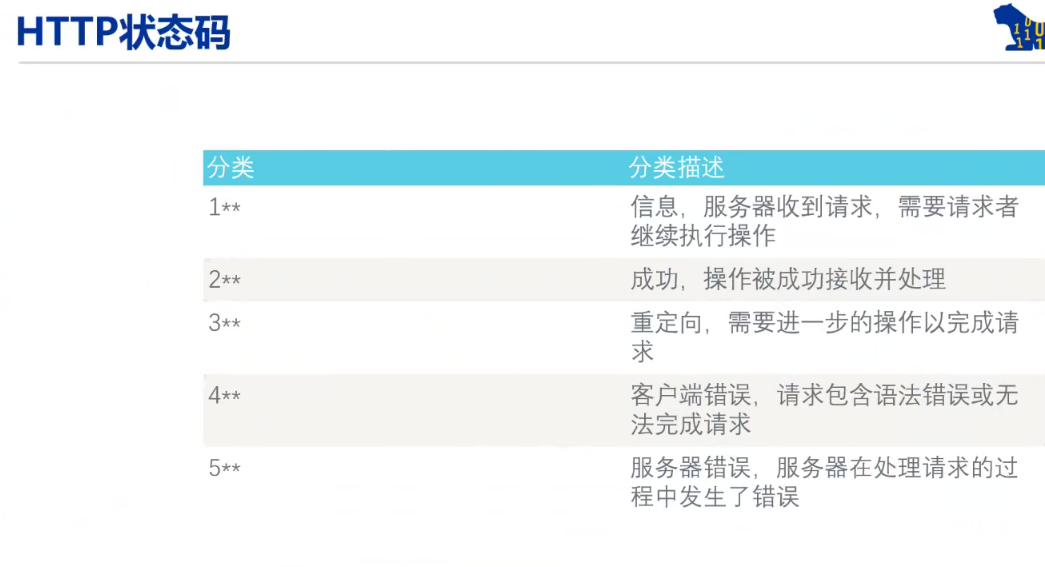 HTTP状态码
分类 分类描述
1** 信息，服务器收到请求，需要请求者
继续执行操作
2** 成功，操作被成功接收并处理
3** 重定向，需要进一步的操作以完成请
求
4** 客户端错误，请求包含语法错误或无
法完成请求
5** 服务器错误，服务器在处理请求的过
程中发生了错误